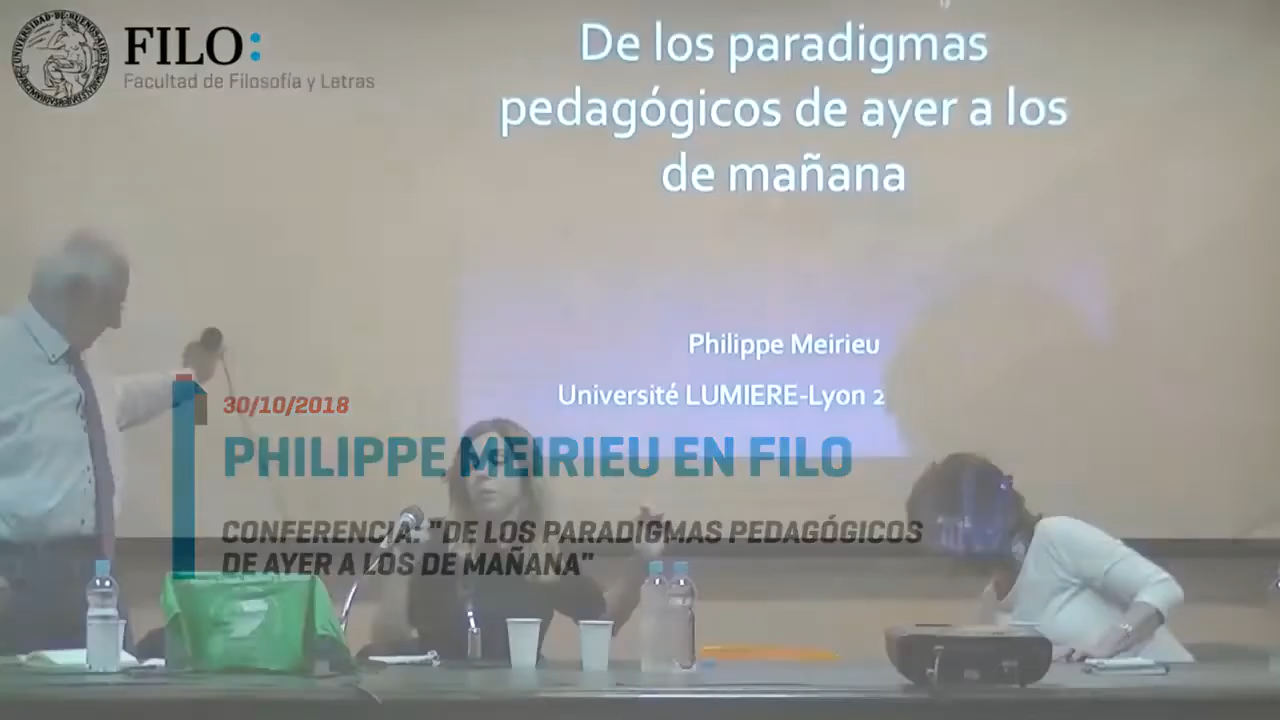 FILO:
Facultad de Filosofía y Letras
De los paradigmas
pedagógicos de ayer a los
de mañana
Philippe Meirieu
Université LUMIERE-Lyon 2
30/10/2018
PHILIPPE MEIRIEU EN FILO
CONFERENCIA: "DE LOS PARADIGMAS PEDAGÓGICOS
DE AYER A LOS DE MAÑANA"